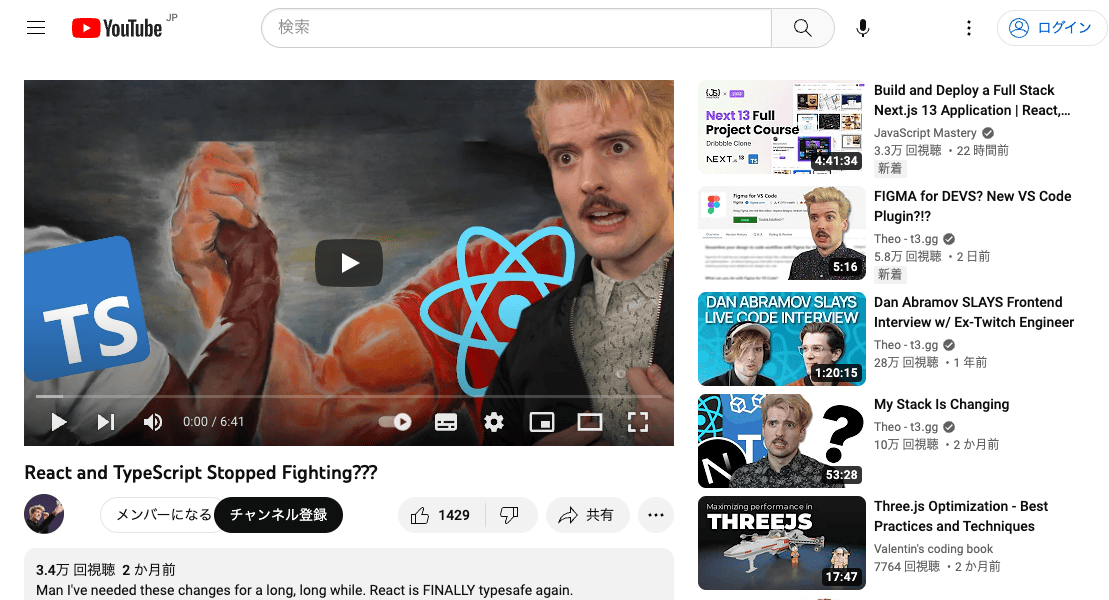 YouTube JP
検索
ログイン
TS
0:00 / 6:41
React and TypeScript Stopped Fighting???
メンバーになる
チャンネル登録
1429
共有
3.4万 回視聴 2 か月前
Man I've needed these changes for a long, long while. React is FINALLY typesafe again.
{JS} ×
Next 13 Full
Project Course
Dribbble Clone
NEXT.JS 13 TS
4:41:34
Build and Deploy a Full Stack
Next.js 13 Application | React,...
JavaScript Mastery
3.3万 回視聴 ・22 時間前
新着
Figma for VS Code
5:16
FIGMA for DEVS? New VS Code
Plugin?!?
Theo - t3.gg
5.8万 回視聴 ・2 日前
新着
DAN ABRAMOV SLAYS
LIVE CODE INTERVIEW
1:20:15
Dan Abramov SLAYS Frontend
Interview w/ Ex-Twitch Engineer
Theo - t3.gg
28万 回視聴 ・1 年前
?
53:28
My Stack Is Changing
Theo - t3.gg
10万 回視聴 ・2 か月前
Maximizing performance in
THREEJS
17:47
Three.js Optimization - Best
Practices and Techniques
Valentin's coding book
7764 回視聴 ・2 か月前